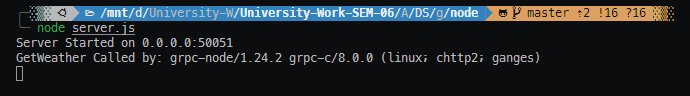 /mnt/d/University-W/University-Work-SEM-06/A/DS/g/node master ⇡2 !16 ?16
node server.js
Server Started on 0.0.0.0:50051
GetWeather Called by: grpc-node/1.24.2 grpc-c/8.0.0 (linux; chttp2; ganges)